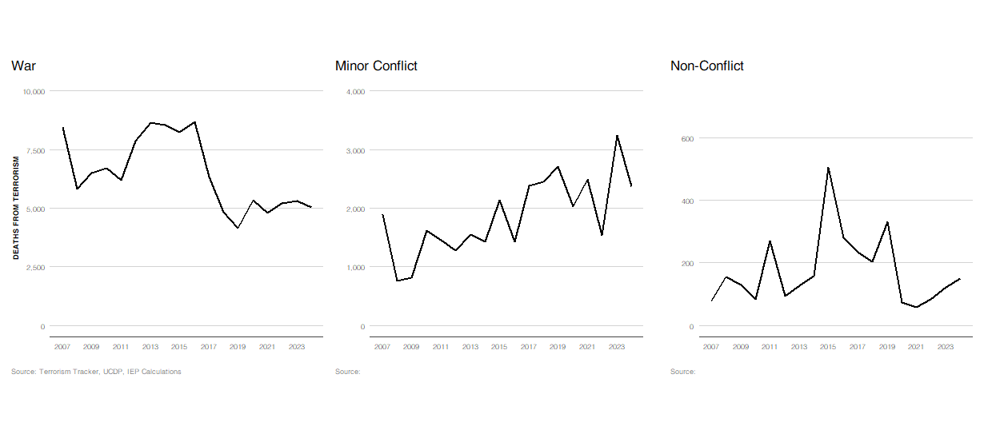 War
Minor Conflict
Non-Conflict
DEATHS FROM TERRORISM
10,000
7,500
5,000
2,500
0
2007 2009 2011 2013 2015 2017 2019 2021 2023
4,000
3,000
2,000
1,000
0
2007 2009 2011 2013 2015 2017 2019 2021 2023
600
400
200
0
2007 2009 2011 2013 2015 2017 2019 2021 2023
Source: Terrorism Tracker, UCDP, IEP Calculations
Source:
Source: